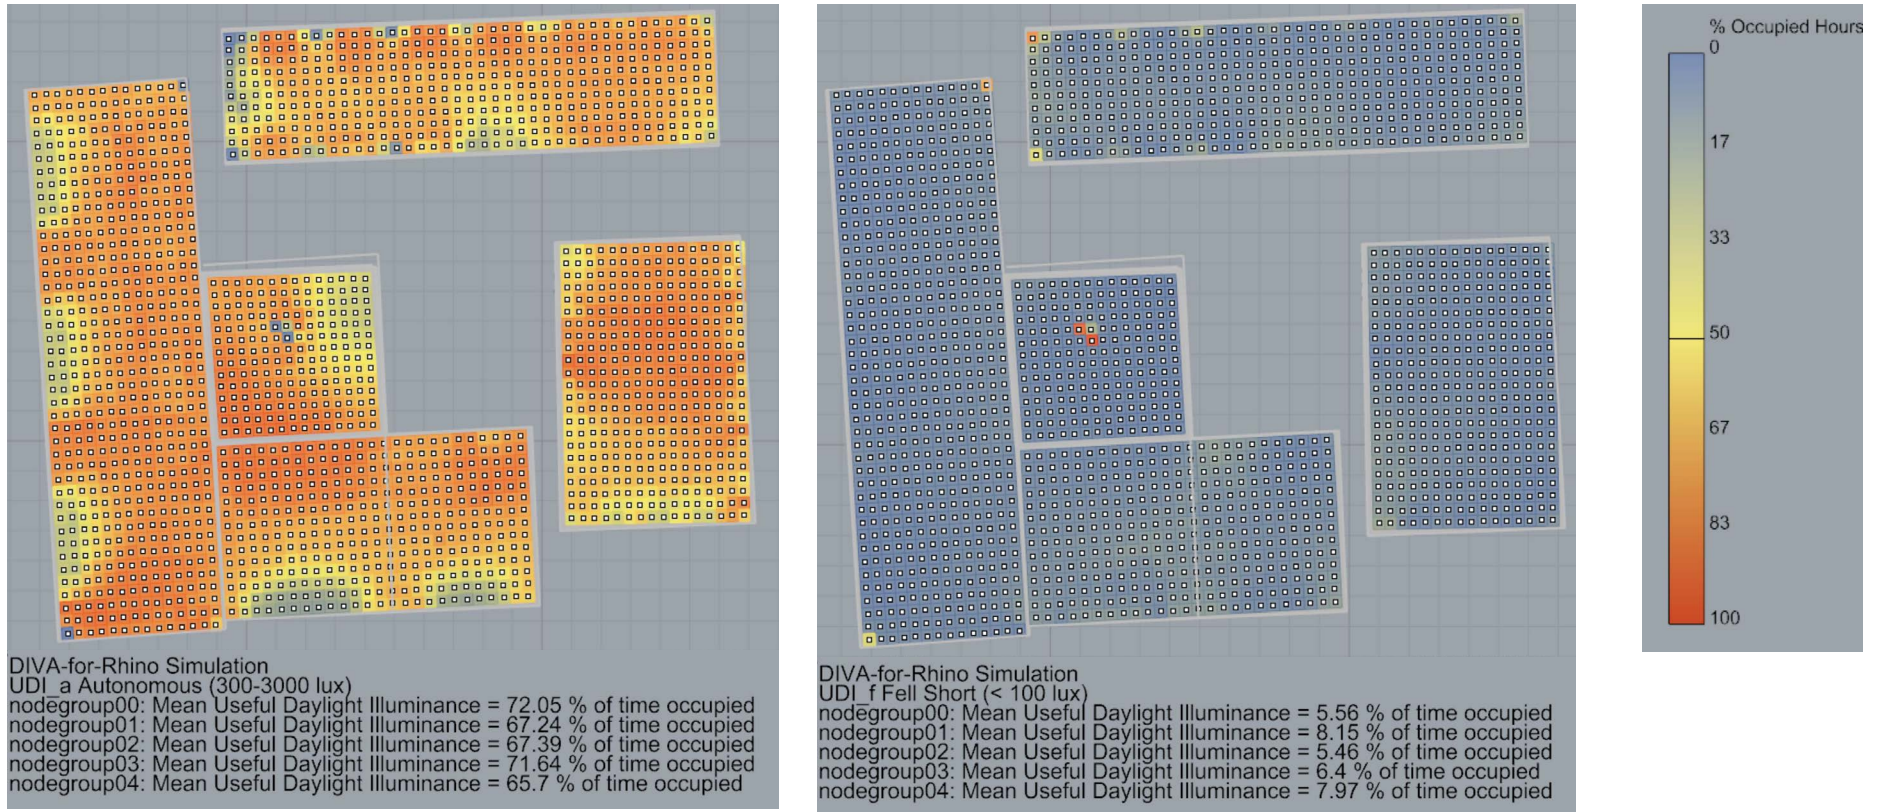 DIVA-for-Rhino Simulation
UDI_a Autonomous (300-3000 lux)
nodegroup00: Mean Useful Daylight Illuminance = 72.05 % of time occupied
nodegroup01: Mean Useful Daylight Illuminance = 67.24 % of time occupied
nodegroup02: Mean Useful Daylight Illuminance = 67.39 % of time occupied
nodegroup03: Mean Useful Daylight Illuminance = 71.64 % of time occupied
nodegroup04: Mean Useful Daylight Illuminance = 65.7 % of time occupied
DIVA-for-Rhino Simulation
UDI_f Fell Short (< 100 lux)
nodegroup00: Mean Useful Daylight Illuminance = 5.56 % of time occupied
nodegroup01: Mean Useful Daylight Illuminance = 8.15 % of time occupied
nodegroup02: Mean Useful Daylight Illuminance = 5.46 % of time occupied
nodegroup03: Mean Useful Daylight Illuminance = 6.4 % of time occupied
nodegroup04: Mean Useful Daylight Illuminance = 7.97 % of time occupied
% Occupied Hours
0
17
33
50
67
83
100